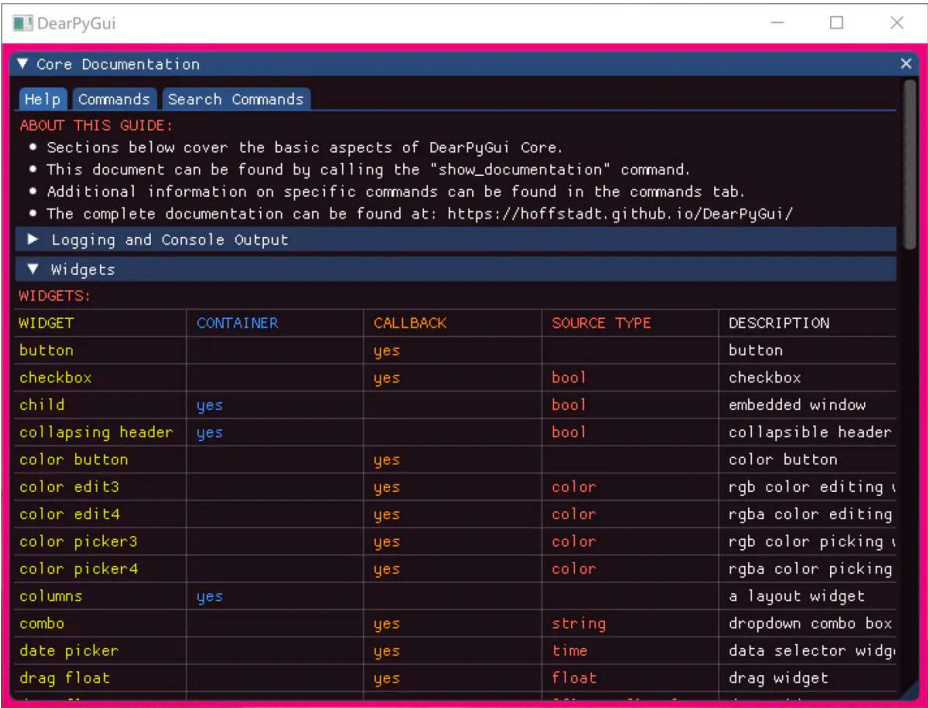 DearPyGui
Core Documentation
Help Commands Search Commands
ABOUT THIS GUIDE:
Sections below cover the basic aspects of DearPyGui Core.
This document can be found by calling the "show_documentation" command.
Additional information on specific commands can be found in the commands tab.
The complete documentation can be found at: https://hoffstadt.github.io/DearPyGui/
Logging and Console Output
Widgets
WIDGETS:
WIDGET CONTAINER CALLBACK SOURCE TYPE DESCRIPTION
button yes button
checkbox yes bool checkbox
child yes bool embedded window
collapsing header yes bool collapsible header
color button yes color button
color edit3 yes color rgb color editing
color edit4 yes color rgba color editing
color picker3 yes color rgb color picking
color picker4 yes color rgba color picking
columns yes a layout widget
combo yes string dropdown combo box
date picker yes time data selector
drag float yes float drag widget